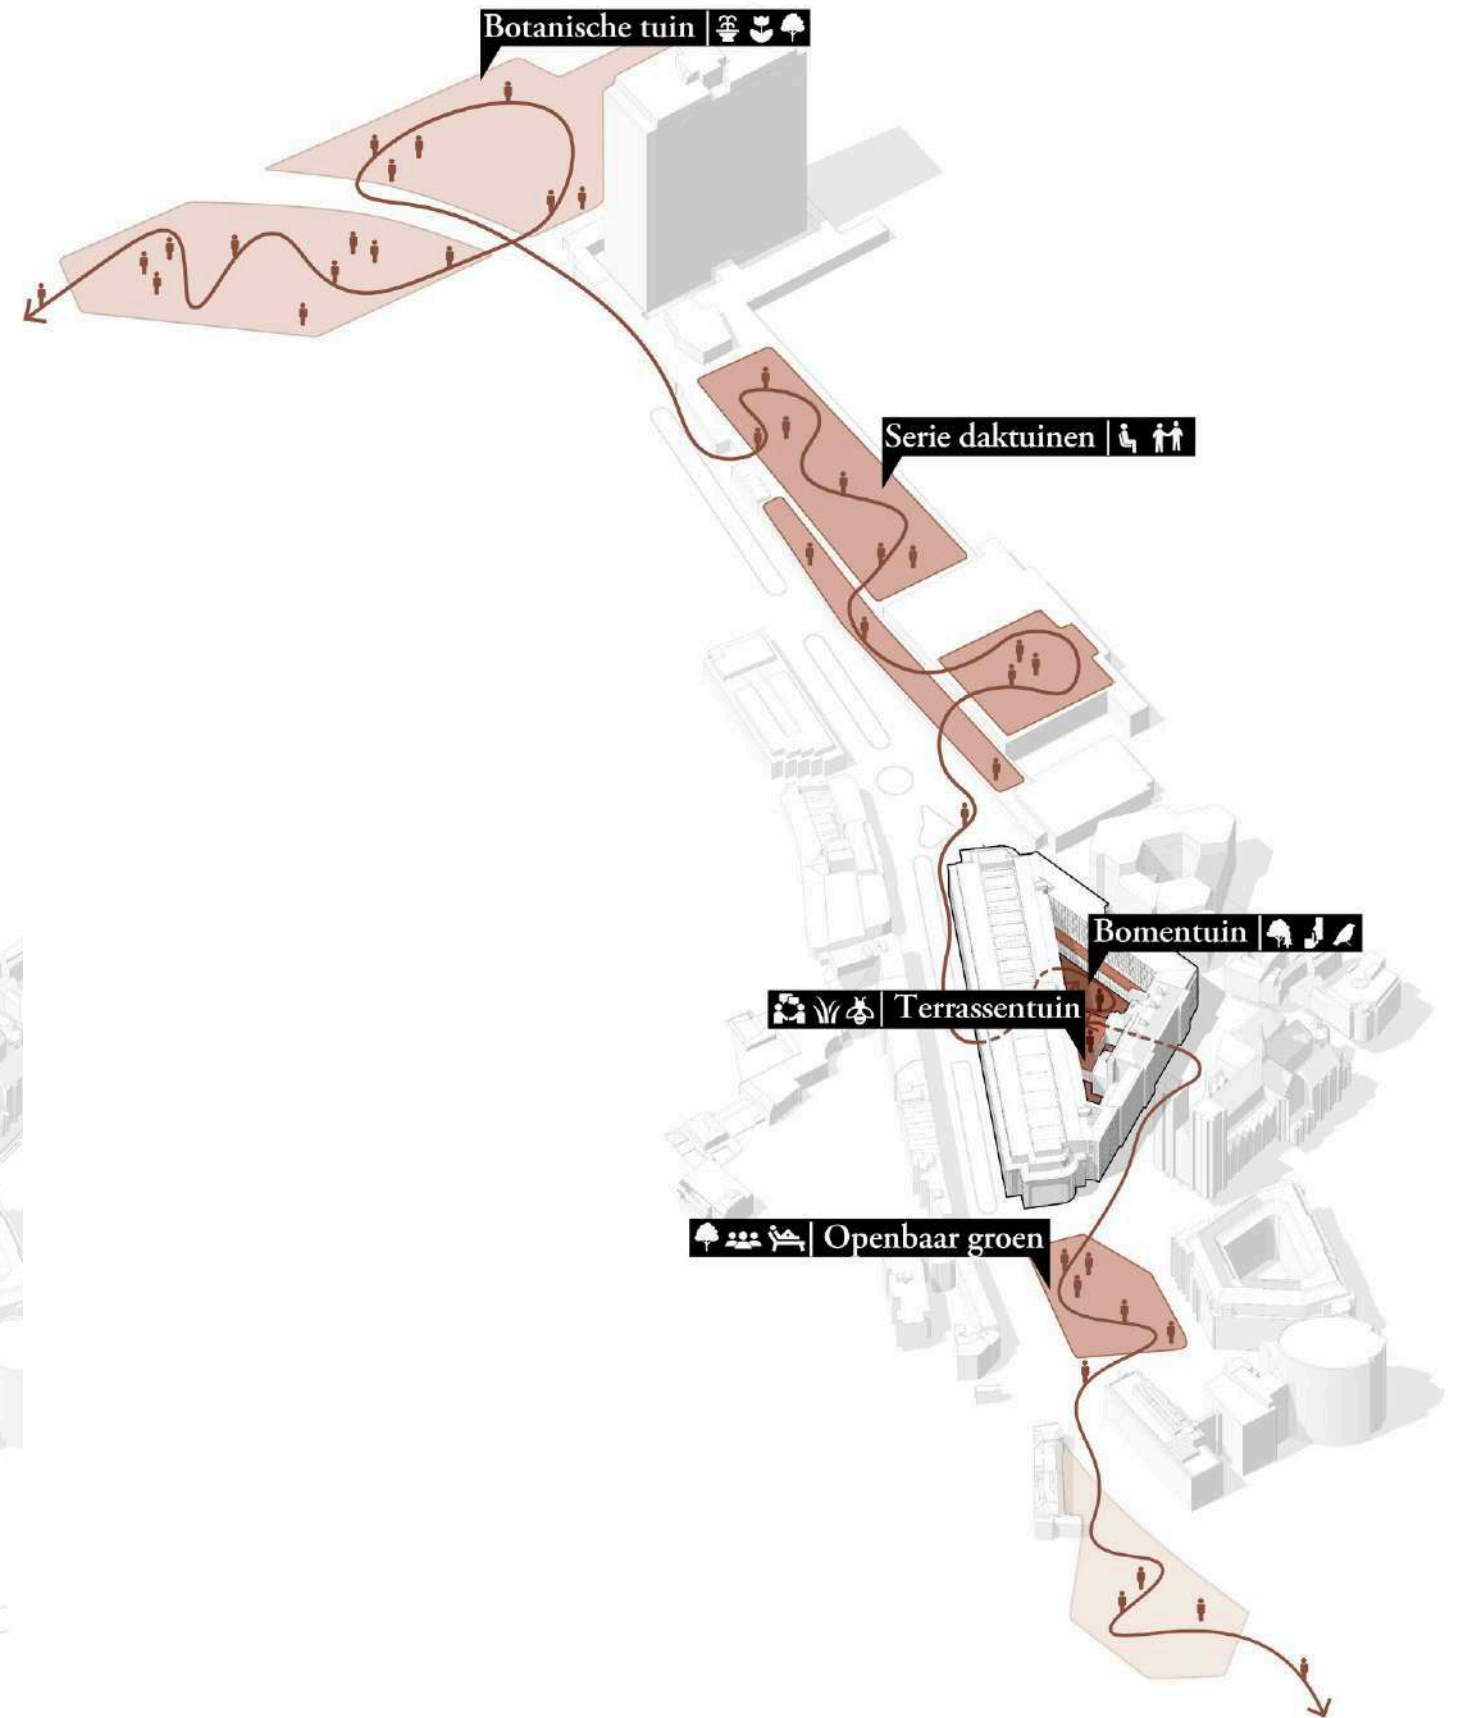 Botanische tuin
Serie daktuinen
Bomentuin
Terrassentuin
Openbaar groen